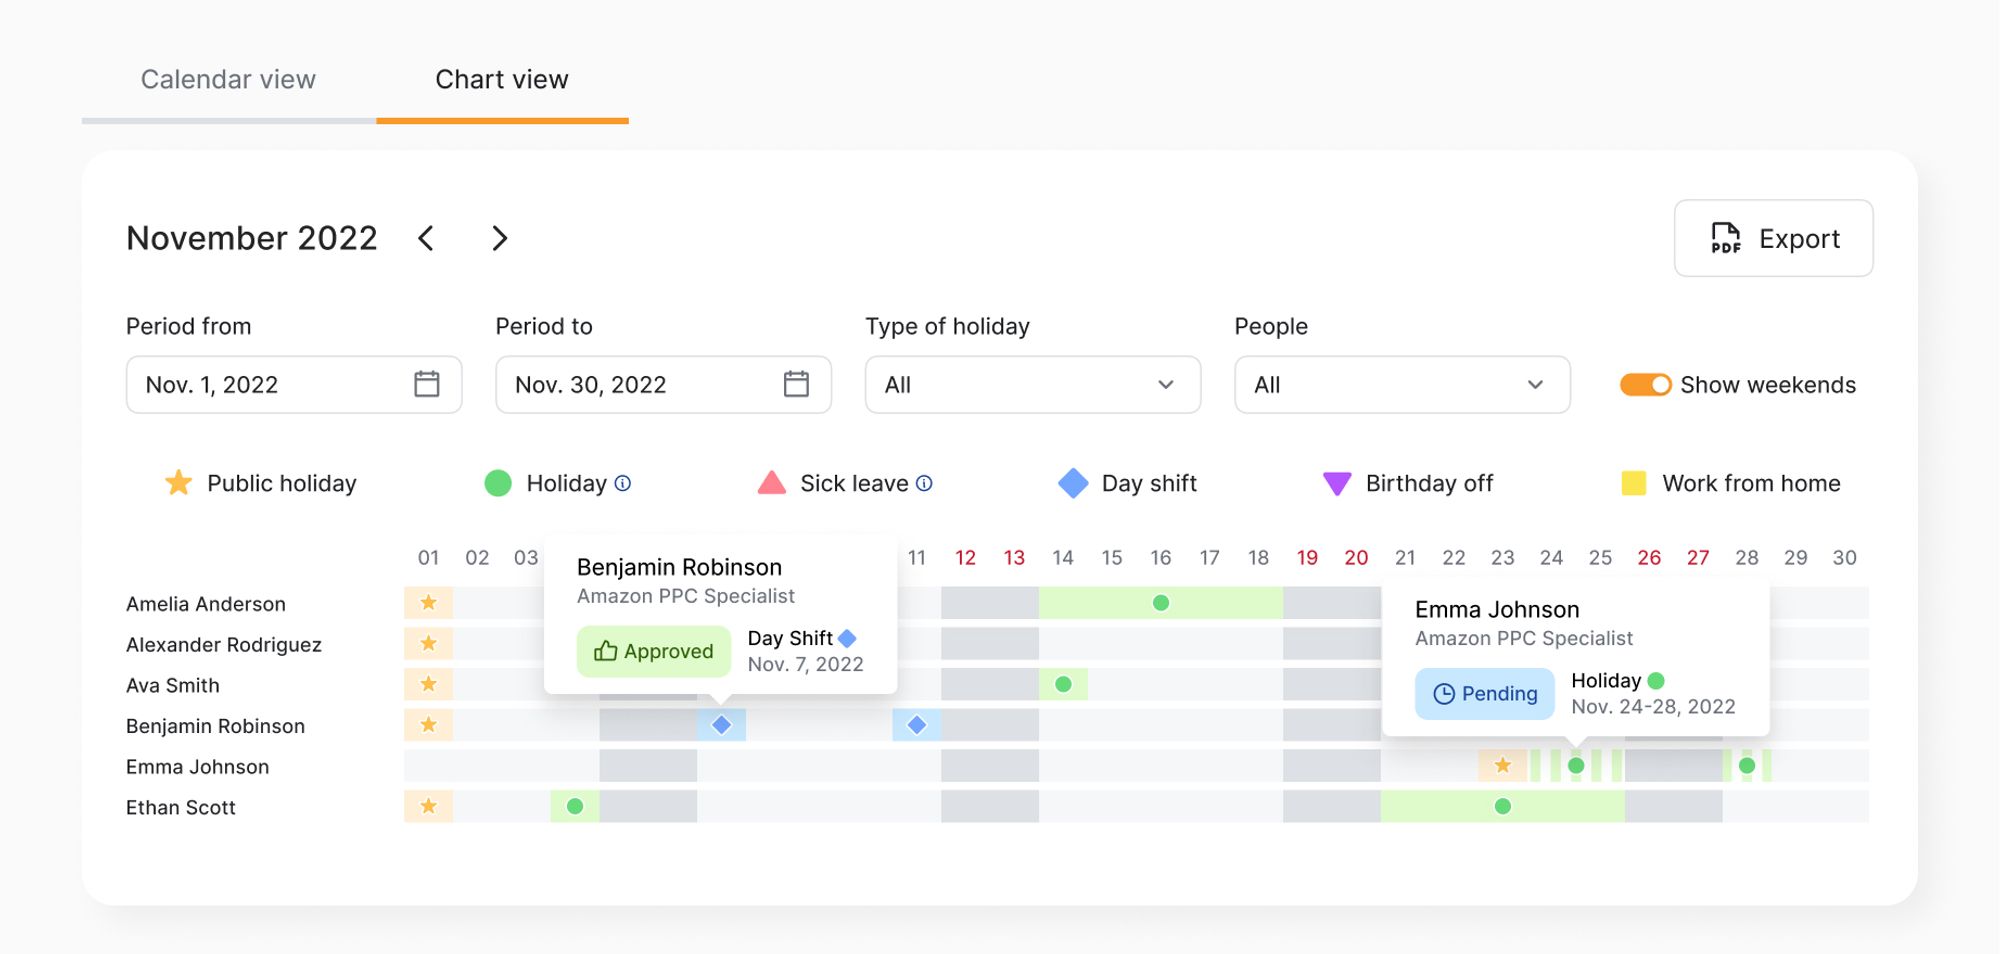 Calendar view Chart view
November 2022
PDF Export
Period from Period to Type of holiday People
Nov. 1, 2022 Nov. 30, 2022 All All Show weekends
Public holiday Holiday Sick leave Day shift Birthday off Work from home
01 02 03 11 12 13 14 15 16 17 18 19 20 21 22 23 24 25 26 27 28 29 30
Benjamin Robinson
Amazon PPC Specialist
Approved
Day Shift
Nov. 7, 2022
Emma Johnson
Amazon PPC Specialist
Pending
Holiday
Nov. 24-28, 2022
Amelia Anderson
Alexander Rodriguez
Ava Smith
Benjamin Robinson
Emma Johnson
Ethan Scott